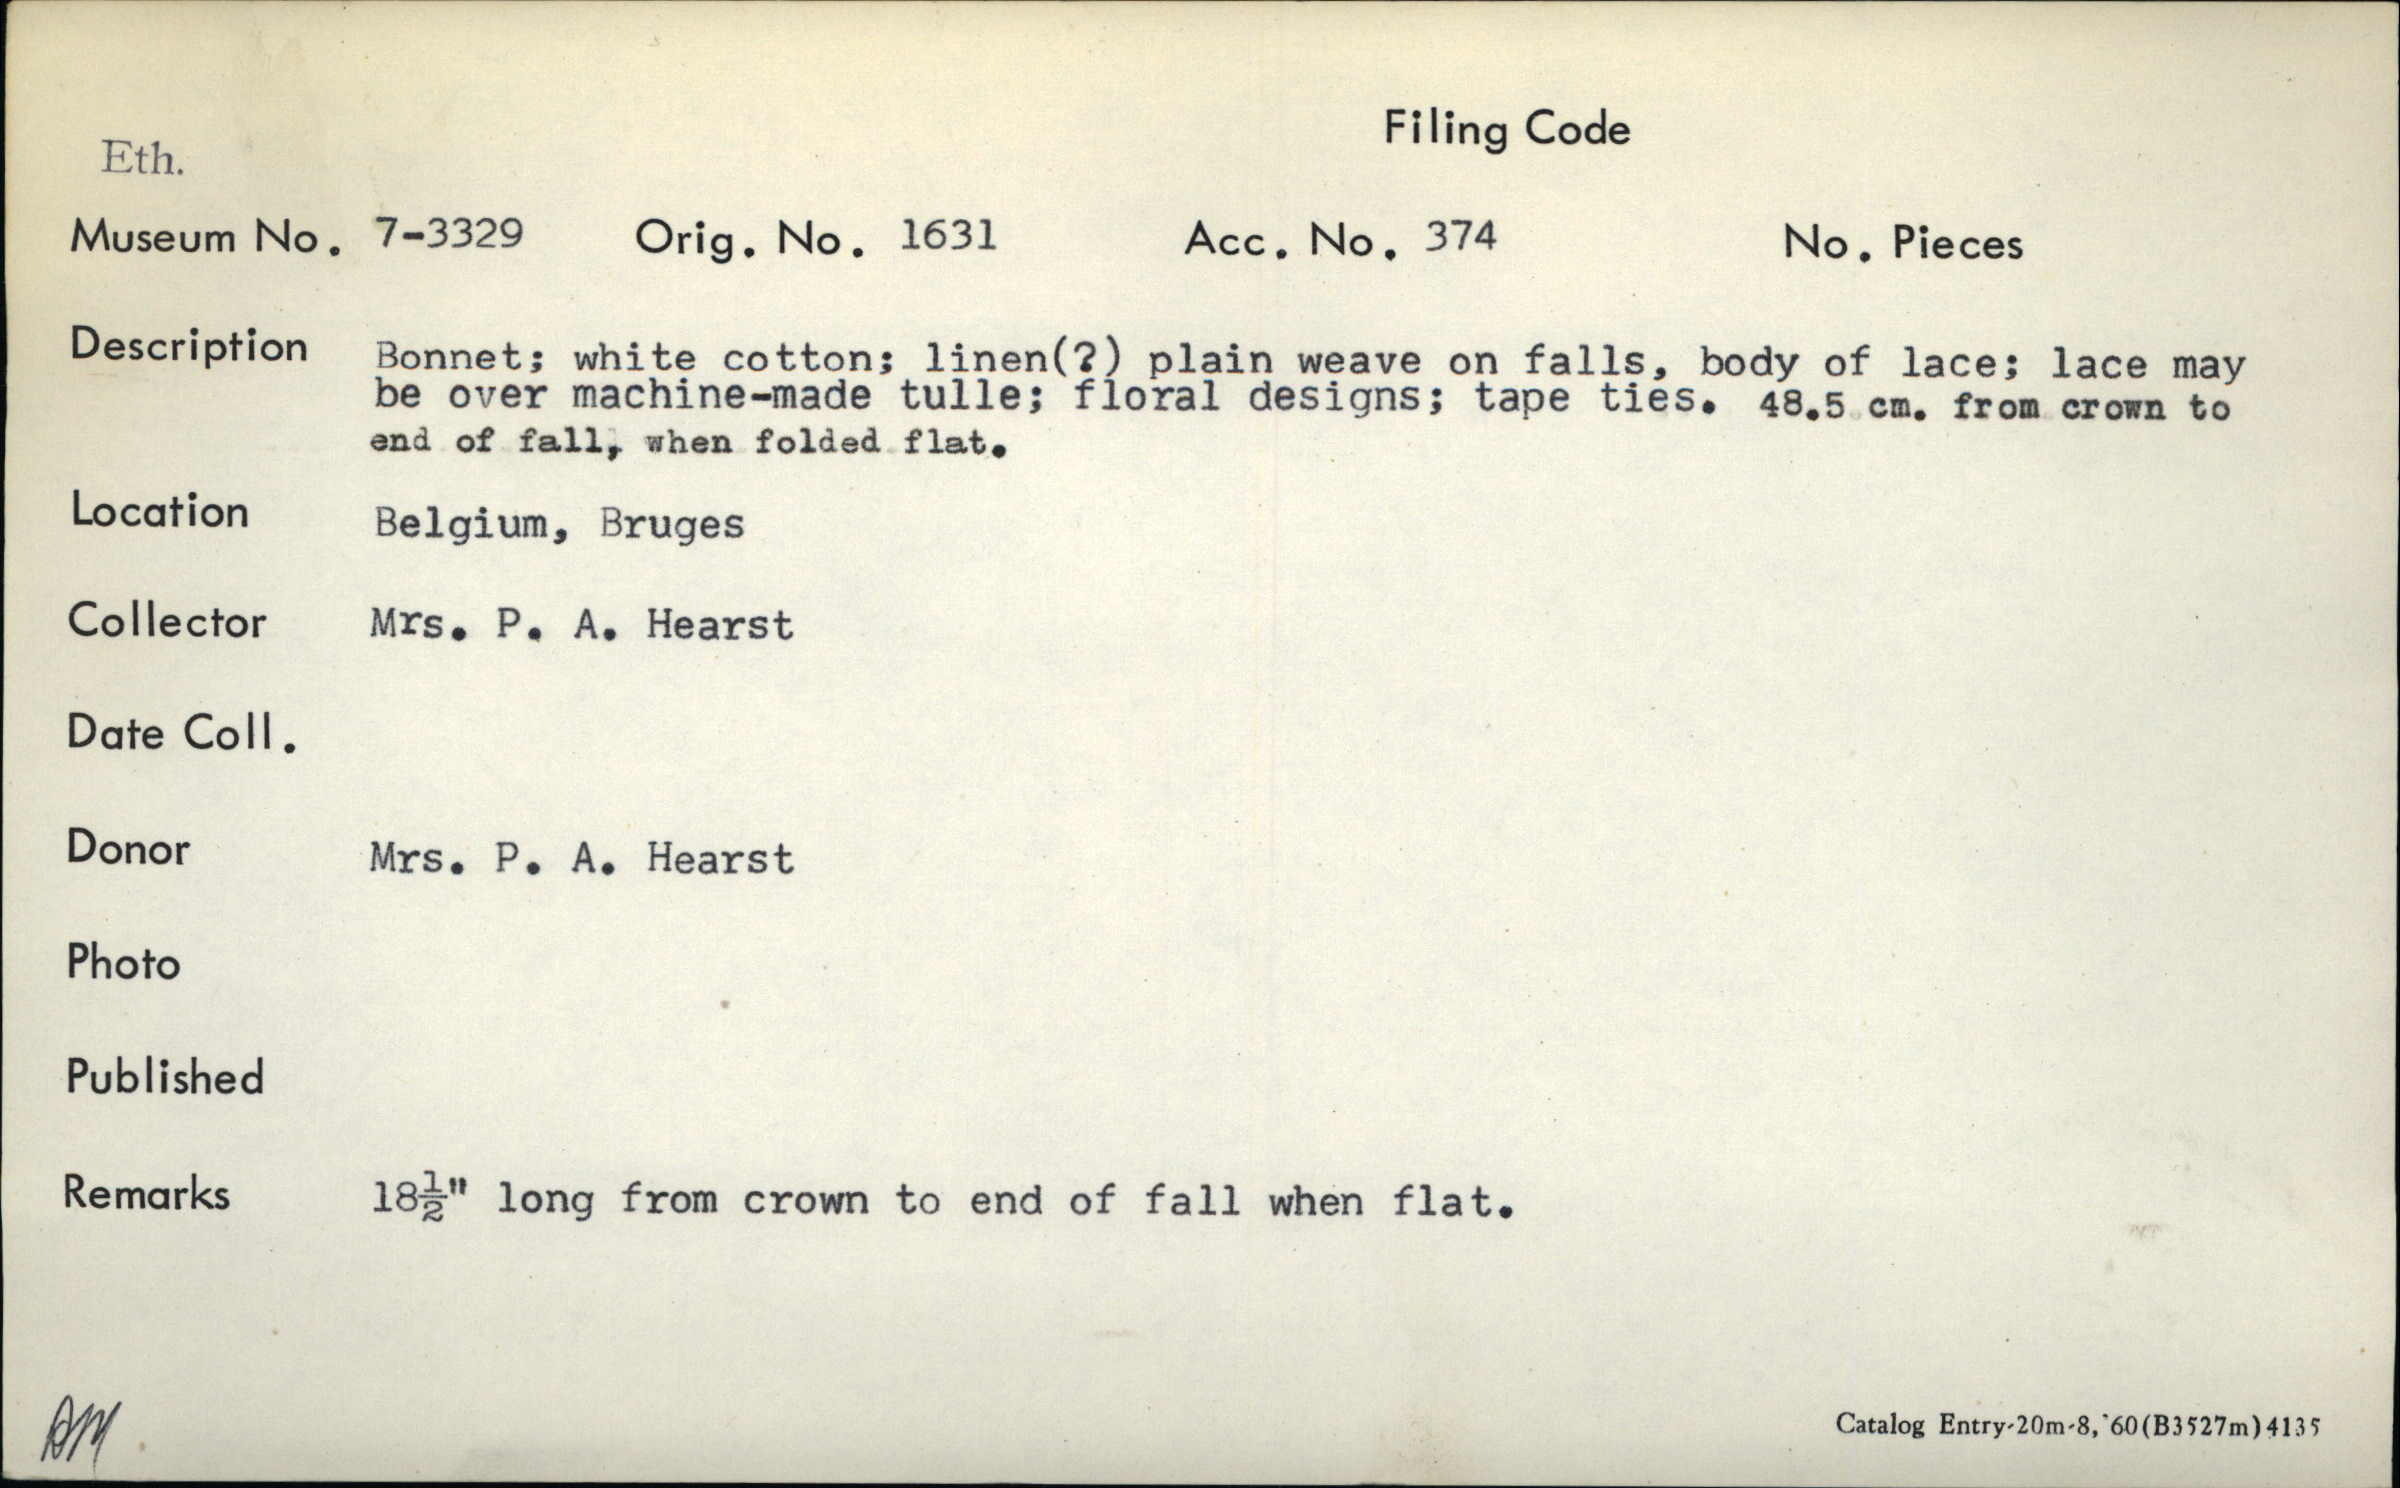 Filing Code
Eth.
Museum No. 7-3329 Orig. No. 1631 Acc. No. 374 No. Pieces
Description Bonnet; white cotton; linen(?) plain weave on falls, body of lace; lace may
be over machine-made tulle; floral designs; tape ties. 48.5 cm. from crown to
end of fall, when folded flat.
Location Belgium, Bruges
Collector Mrs. P. A. Hearst
Date Coll.
Donor Mrs. P. A. Hearst
Photo
Published
Remarks 18½" long from crown to end of fall when flat.
Catalog Entry-20m-8,'60(B3527m)4135